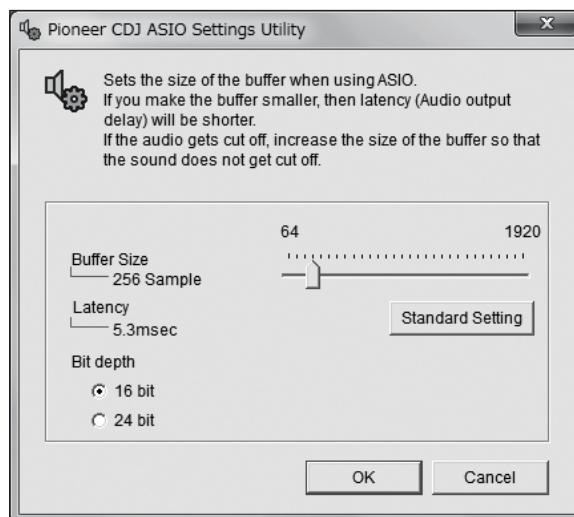 Pioneer CDJ ASIO Settings Utility
Sets the size of the buffer when using ASIO.
If you make the buffer smaller, then latency (Audio output
delay) will be shorter.
If the audio gets cut off, increase the size of the buffer so that
the sound does not get cut off.
64 1920
Buffer Size
256 Sample
Latency
5.3msec
Standard Setting
Bit depth
16 bit
24 bit
OK Cancel